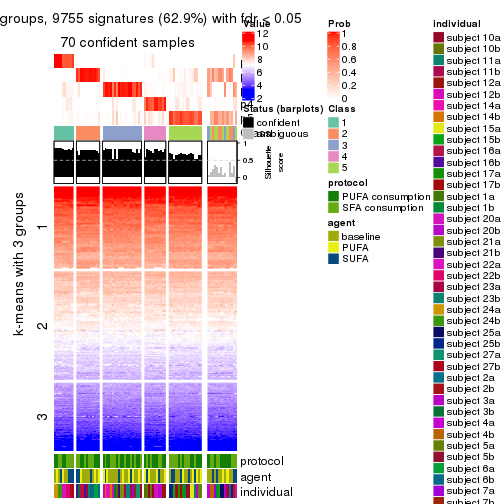 groups, 9755 signatures (62.9%) with fdr < 0.05
70 confident samples
k-means with 3 groups
1
2
3
protocol
agent
individual
Value
12
10
8
6
4
2
Status (barplots)
confident
ambiguous
1
0.5
0
Silhouette
score
Prob
1
0.8
0.6
0.4
0.2
0
Class
1
2
3
4
5
protocol
PUFA consumption
SFA consumption
agent
baseline
PUFA
SUFA
individual
subject 10a
subject 10b
subject 11a
subject 11b
subject 12a
subject 12b
subject 14a
subject 14b
subject 15a
subject 15b
subject 16a
subject 16b
subject 17a
subject 17b
subject 1a
subject 1b
subject 20a
subject 20b
subject 21a
subject 21b
subject 22a
subject 22b
subject 23a
subject 23b
subject 24a
subject 24b
subject 25a
subject 25b
subject 27a
subject 27b
subject 2a
subject 2b
subject 3a
subject 3b
subject 4a
subject 4b
subject 5a
subject 5b
subject 6a
subject 6b
subject 7a
subject 7b